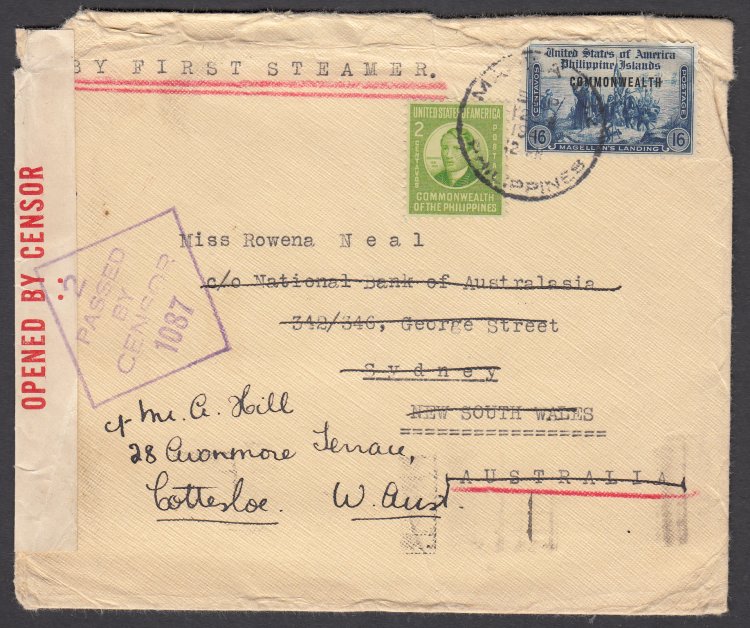 BY FIRST STEAMER.
United States of America
Philippine Islands
COMMONWEALTH
CENTAVOS
POSTAGE
16 16
MAGELLAN'S LANDING
UNITED STATES OF AMERICA
2
CENTAVOS
COMMONWEALTH
OF THE PHILIPPINES
PHILIPPINES
OPENED BY CENSOR
2
PASSED
BY
CENSOR
1087
Miss Rowena Neal
c/o National Bank of Australasia
342/346, George Street
Sydney
NEW SOUTH WALES
AUSTRALIA
c/- Mr. A. Hill
28 Avonmore Terrace,
Cottesloe. W. Aust.